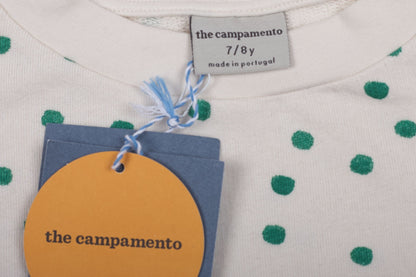 the campamento
7/8y
made in portugal
the campamento